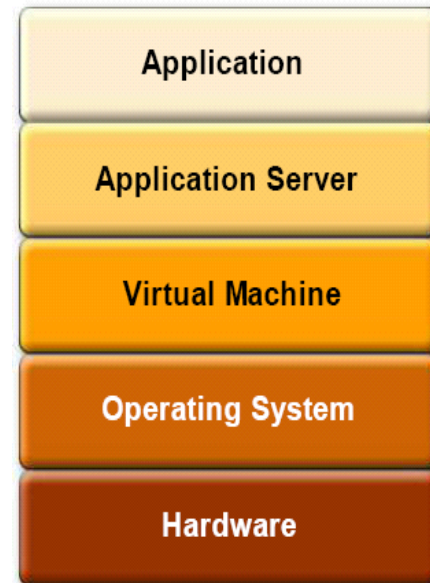 Application
Application Server
Virtual Machine
Operating System
Hardware